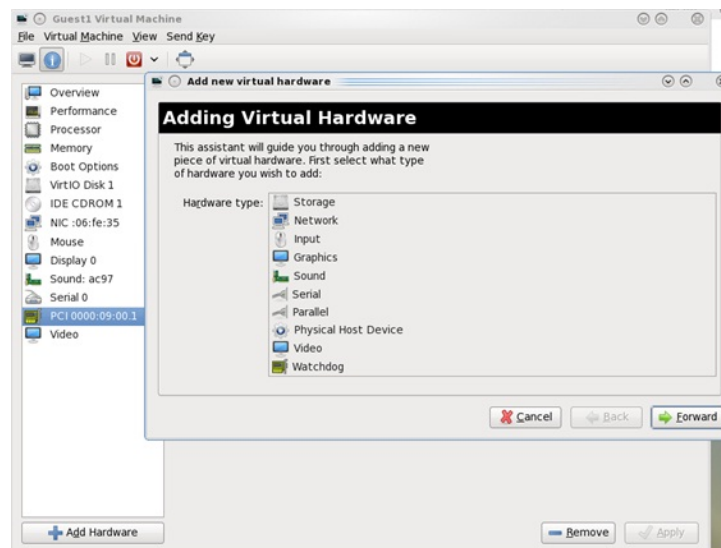 Guest1 Virtual Machine
File Virtual Machine View Send Key
Add new virtual hardware
Overview
Performance
Processor
Memory
Boot Options
VirtIO Disk 1
IDE CDROM 1
NIC :06:fe:35
Mouse
Display 0
Sound: ac97
Serial 0
PCI 0000:09:00.1
Video
Adding Virtual Hardware
This assistant will guide you through adding a new
piece of virtual hardware. First select what type
of hardware you wish to add:
Hardware type:
Storage
Network
Input
Graphics
Sound
Serial
Parallel
Physical Host Device
Video
Watchdog
Cancel Back Forward
Add Hardware Remove Apply